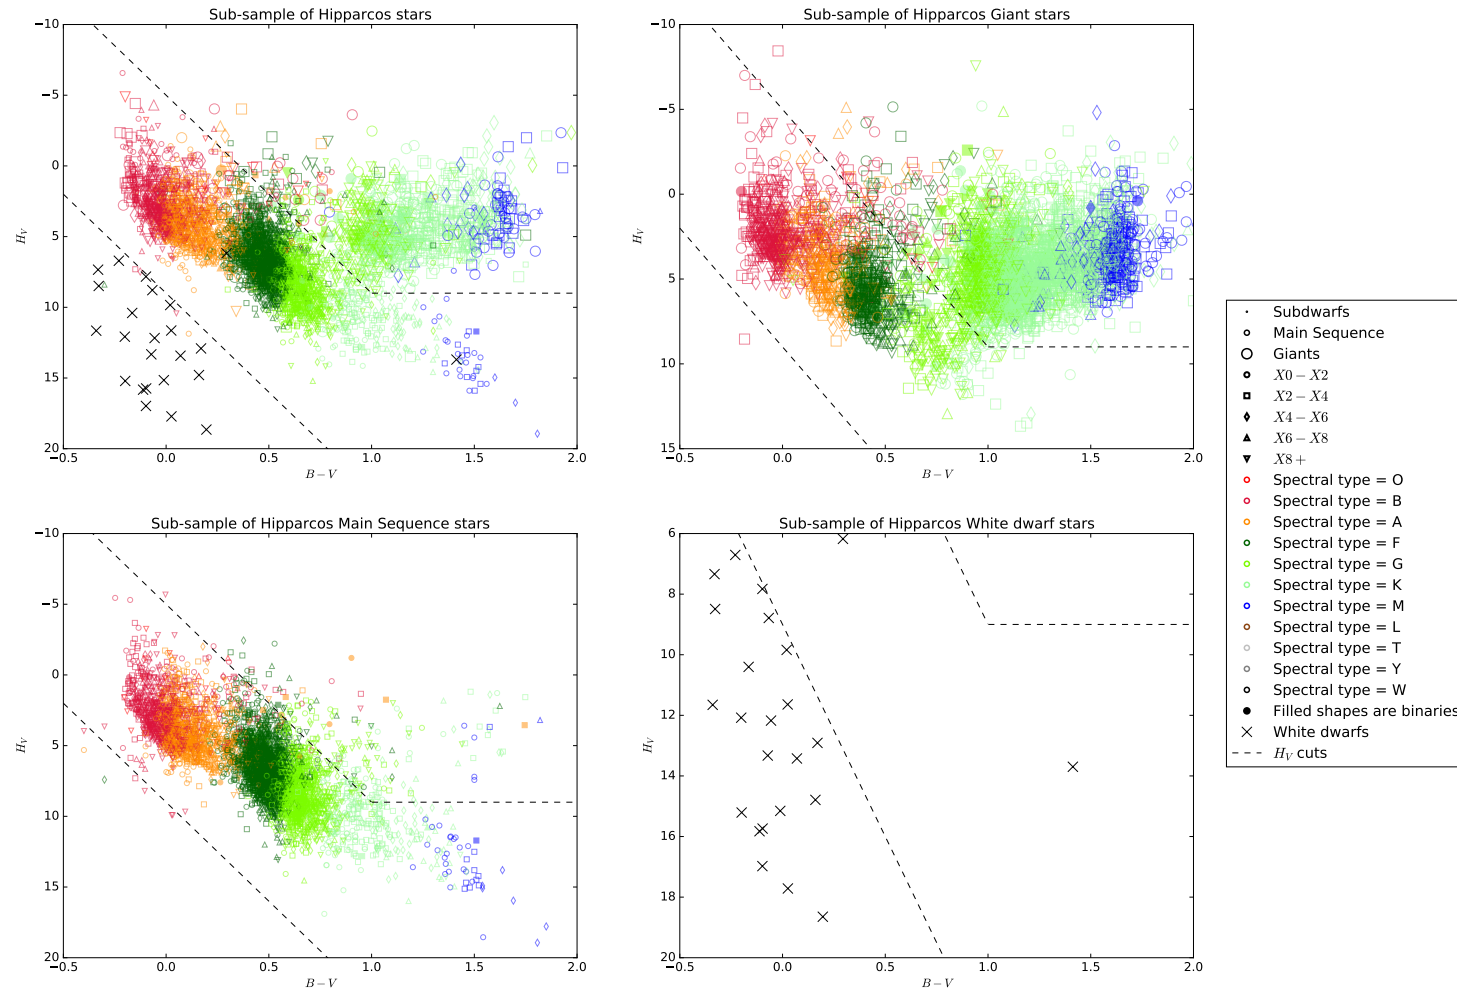 Sub-sample of Hipparcos stars
−10
−5
0
5
10
15
20
H_V
−0.5 0.0 0.5 1.0 1.5 2.0
B − V
Sub-sample of Hipparcos Giant stars
−10
−5
0
5
10
15
H_V
−0.5 0.0 0.5 1.0 1.5 2.0
B − V
Sub-sample of Hipparcos Main Sequence stars
−10
−5
0
5
10
15
20
H_V
−0.5 0.0 0.5 1.0 1.5 2.0
B − V
Sub-sample of Hipparcos White dwarf stars
6
8
10
12
14
16
18
20
H_V
−0.5 0.0 0.5 1.0 1.5 2.0
B − V
Subdwarfs
Main Sequence
Giants
X0 − X2
X2 − X4
X4 − X6
X6 − X8
X8 +
Spectral type = O
Spectral type = B
Spectral type = A
Spectral type = F
Spectral type = G
Spectral type = K
Spectral type = M
Spectral type = L
Spectral type = T
Spectral type = Y
Spectral type = W
Filled shapes are binaries
White dwarfs
H_V cuts